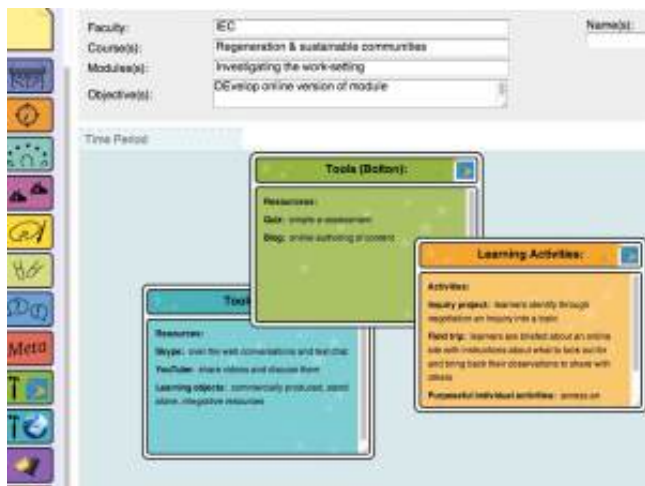 Faculty: IEC Name(s):
Course(s): Regeneration & sustainable communities
Module(s): Investigating the work-setting
Objective(s): DEvelop online version of module
Time Period
Tools (Bolton):
Resources:
Quiz: create a assessment
Blog: online authoring of content
Learning Activities:
Activities:
Inquiry project: learners identify through
negotiation an inquiry into a topic
Field trip: learners are briefed about an online
site with instructions about what to look out for
and bring back their observations to share with
others
Purposeful individual activities: access an
Tools
Resources:
Skype: over the web conversations and text chat
YouTube: share videos and discuss them
Learning objects: commercially produced, stand
alone, integrative resources
Meta
T
T